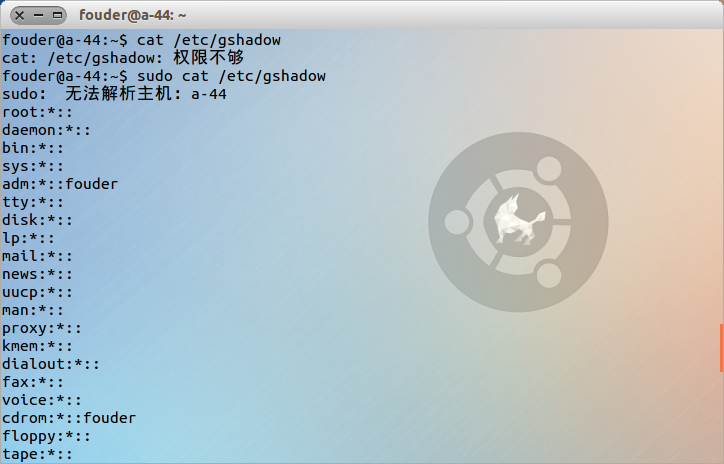 fouder@a-44: ~
fouder@a-44:~$ cat /etc/gshadow
cat: /etc/gshadow: 权限不够
fouder@a-44:~$ sudo cat /etc/gshadow
sudo： 无法解析主机：a-44
root:*::
daemon:*::
bin:*::
sys:*::
adm:*::fouder
tty:*::
disk:*::
lp:*::
mail:*::
news:*::
uucp:*::
man:*::
proxy:*::
kmem:*::
dialout:*::
fax:*::
voice:*::
cdrom:*::fouder
floppy:*::
tape:*::